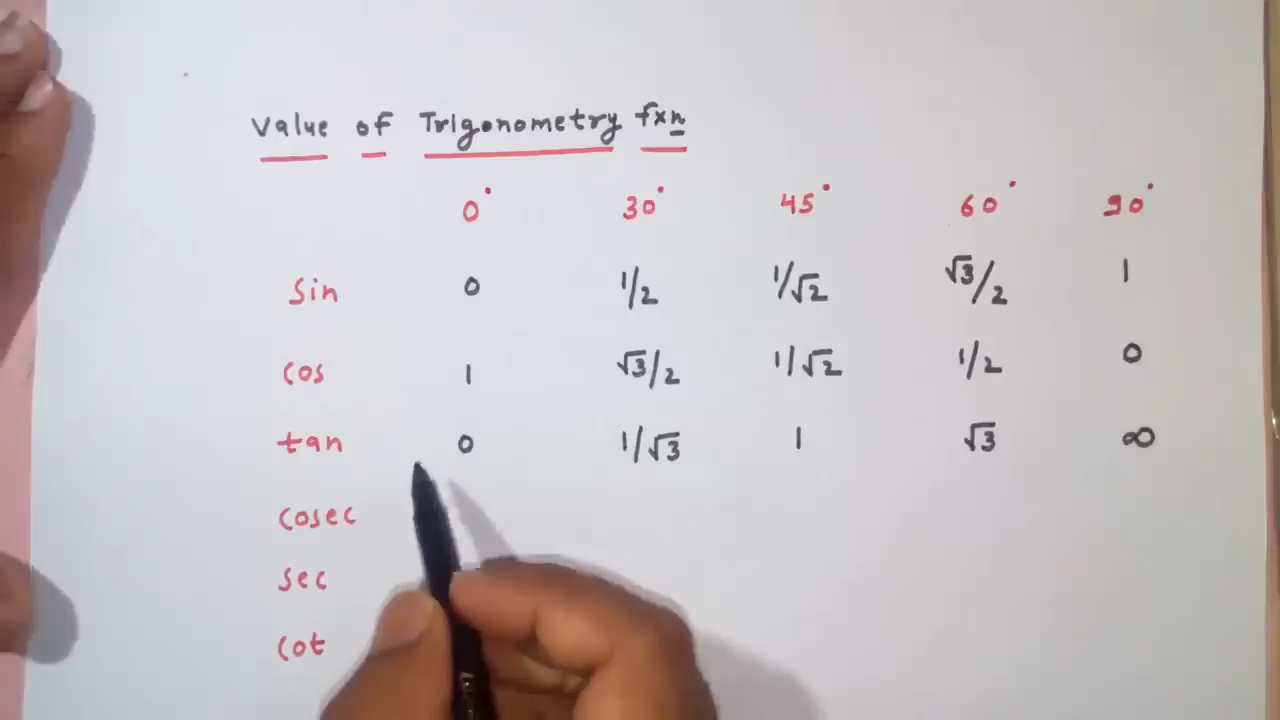 Value of Trigonometry fxn
0° 30° 45° 60° 90°
sin 0 1/2 1/√2 √3/2 1
cos 1 √3/2 1/√2 1/2 0
tan 0 1/√3 1 √3 ∞
cosec
sec
cot